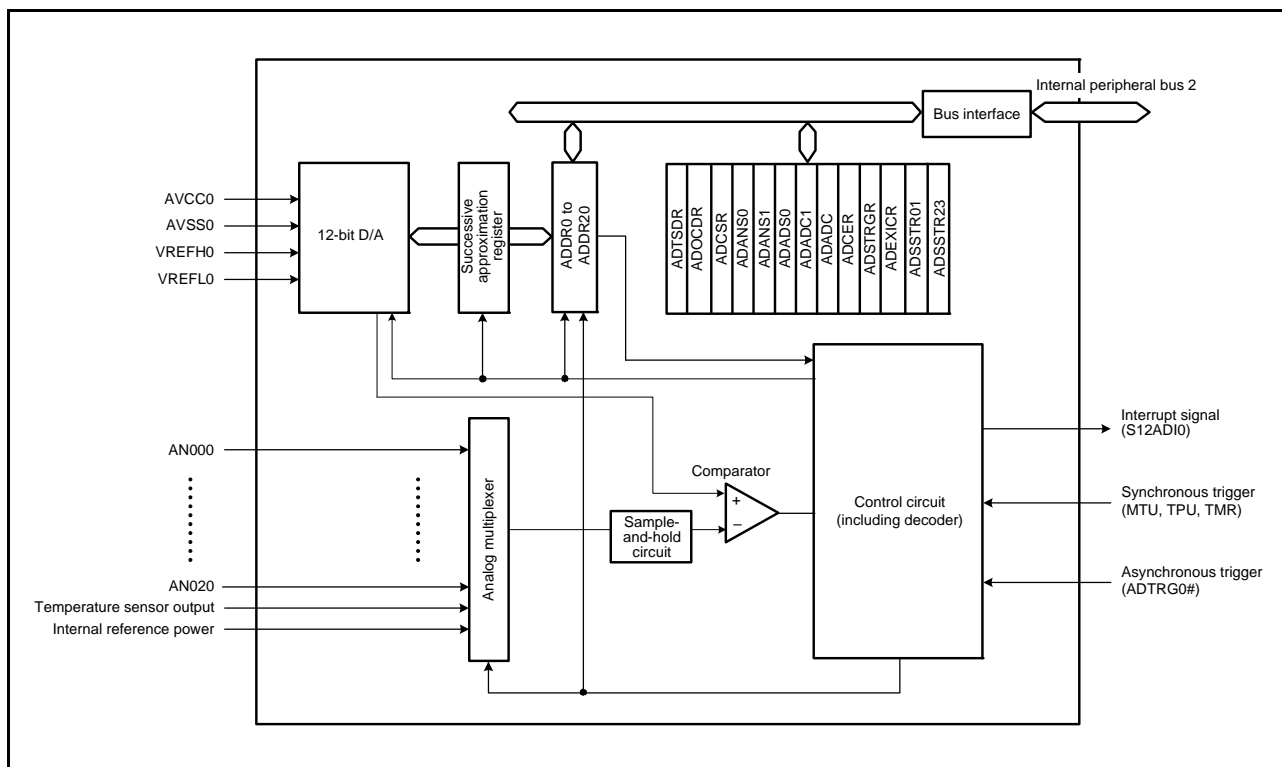 Internal peripheral bus 2
Bus interface
AVCC0
AVSS0
VREFH0
VREFL0
12-bit D/A
Successive
approximation
register
ADDR0 to
ADDR20
ADTSDR
ADOCDR
ADCSR
ADANS0
ADANS1
ADADS0
ADADC1
ADADC
ADCER
ADSTRGR
ADEXICR
ADSSTR01
ADSSTR23
AN000
AN020
Temperature sensor output
Internal reference power
Analog multiplexer
Sample-
and-hold
circuit
Comparator
+
−
Control circuit
(including decoder)
Interrupt signal
(S12ADI0)
Synchronous trigger
(MTU, TPU, TMR)
Asynchronous trigger
(ADTRG0#)